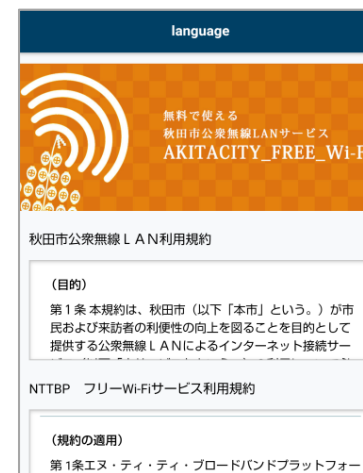 language
無料で使える
秋田市公衆無線LANサービス
AKITACITY_FREE_Wi-F
秋田市公衆無線ＬＡＮ利用規約
(目的)
第1条 本規約は、秋田市（以下「本市」という。）が市
民および来訪者の利便性の向上を図ることを目的として
提供する公衆無線ＬＡＮによるインターネット接続サー
NTTBP　フリーWi-Fiサービス利用規約
(規約の適用)
第 1条エヌ・ティ・ティ・ブロードバンドプラットフォー